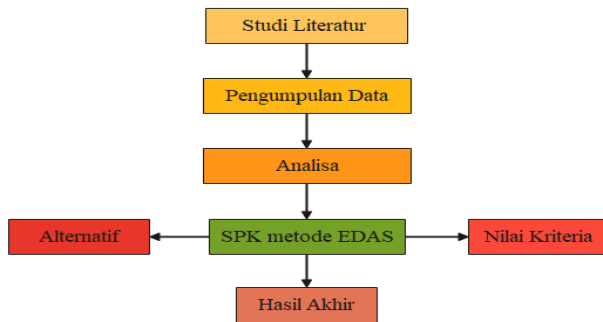 Studi Literatur
Pengumpulan Data
Analisa
Alternatif
SPK metode EDAS
Nilai Kriteria
Hasil Akhir